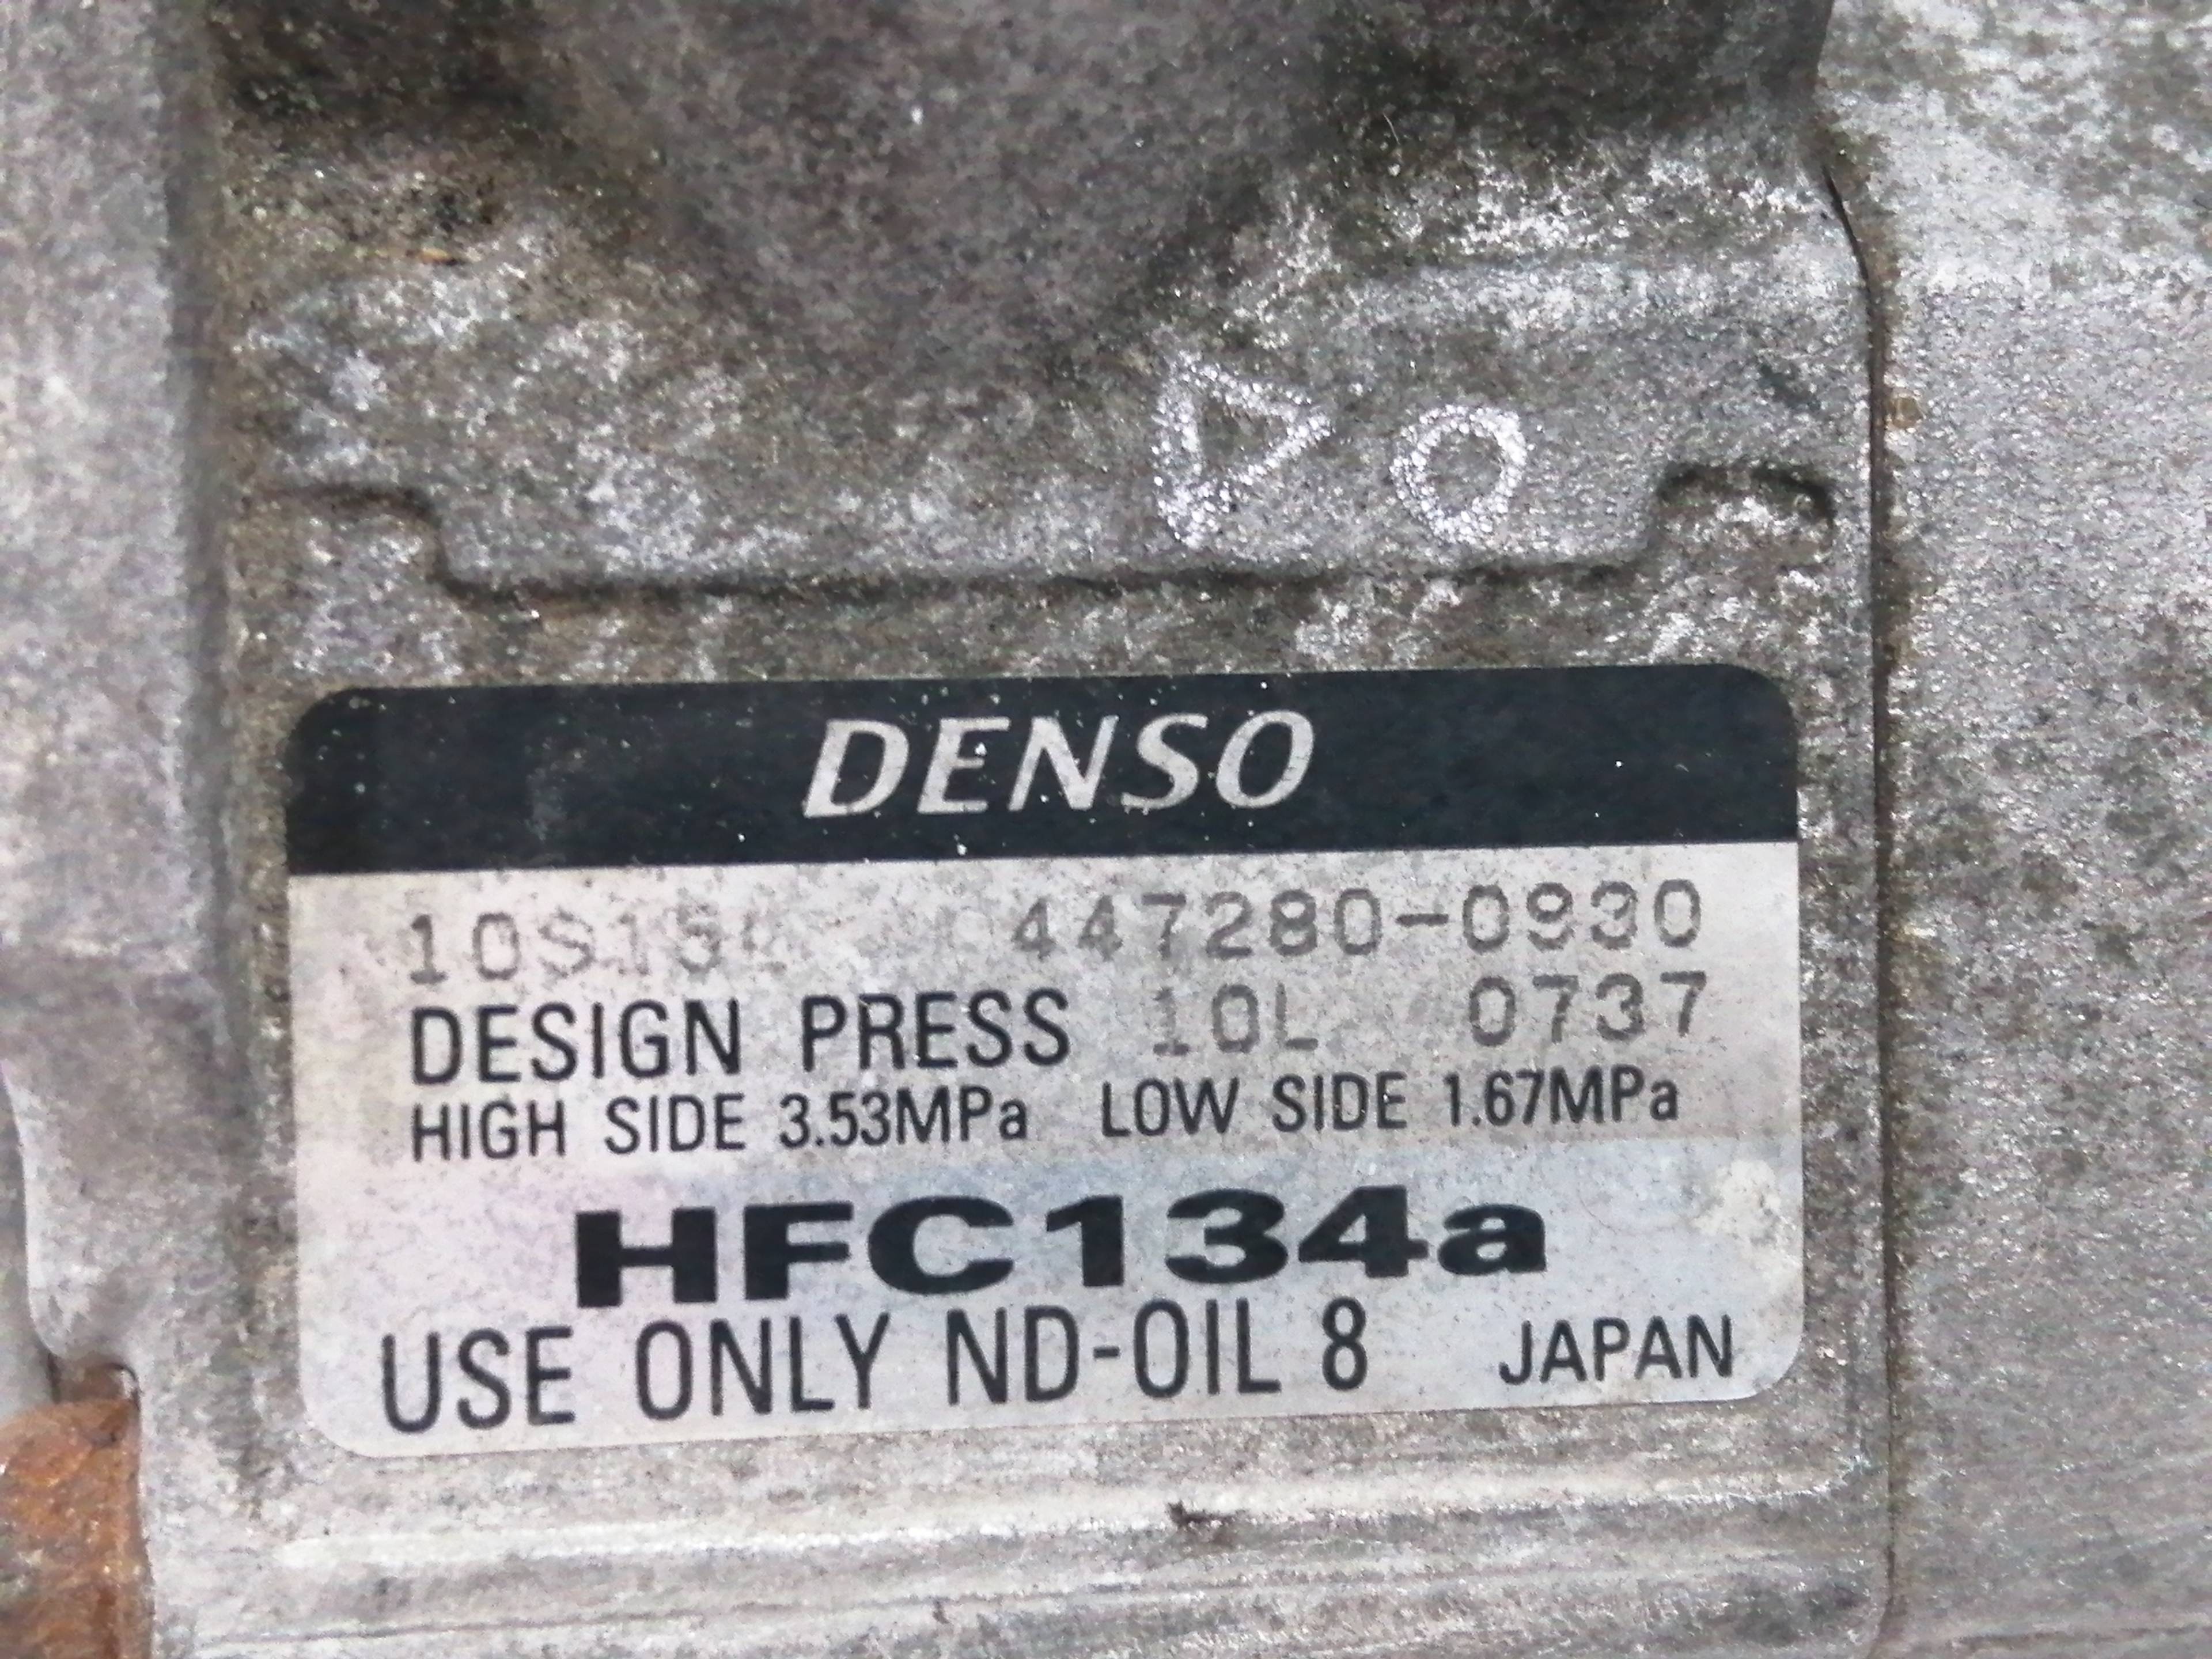 DENSO
10S15 447280-0930
DESIGN PRESS 10L 0737
HIGH SIDE 3.53MPa LOW SIDE 1.67MPa
HFC134a
USE ONLY ND-OIL 8 JAPAN